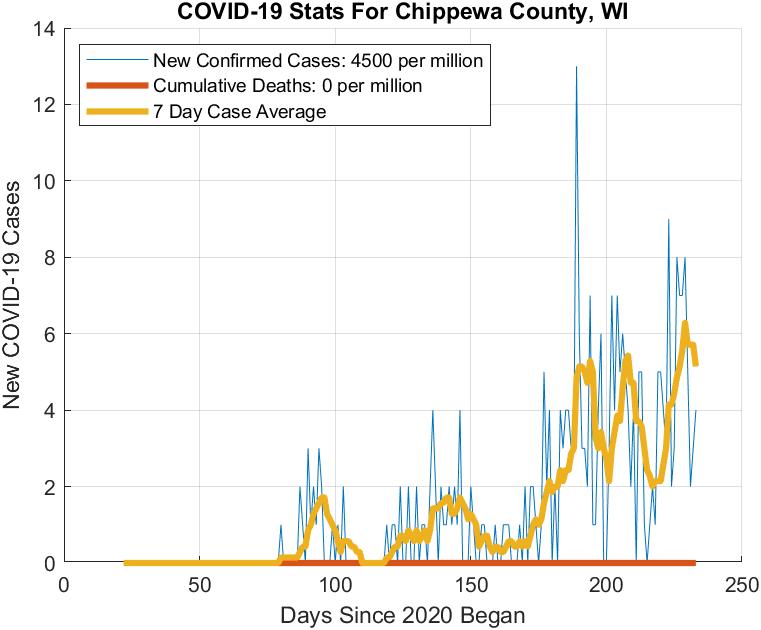 COVID-19 Stats For Chippewa County, WI
New Confirmed Cases: 4500 per million
Cumulative Deaths: 0 per million
7 Day Case Average
New COVID-19 Cases
14
12
10
8
6
4
2
0
0 50 100 150 200 250
Days Since 2020 Began